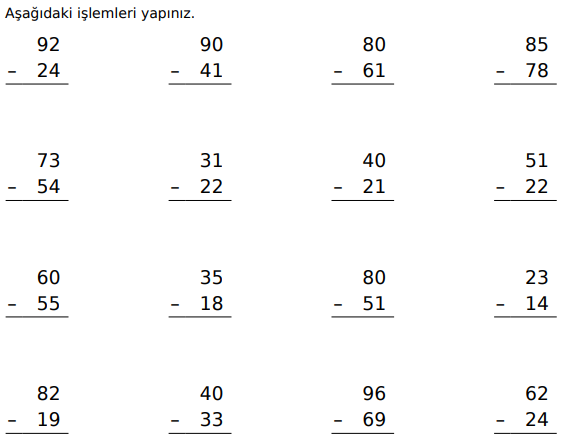 Aşağıdaki işlemleri yapınız.
92 90 80 85
– 24 – 41 – 61 – 78
73 31 40 51
– 54 – 22 – 21 – 22
60 35 80 23
– 55 – 18 – 51 – 14
82 40 96 62
– 19 – 33 – 69 – 24